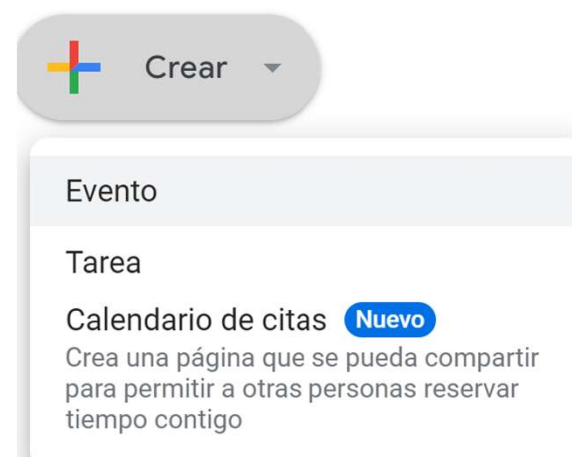 Crear
Evento
Tarea
Calendario de citas Nuevo
Crea una página que se pueda compartir
para permitir a otras personas reservar
tiempo contigo